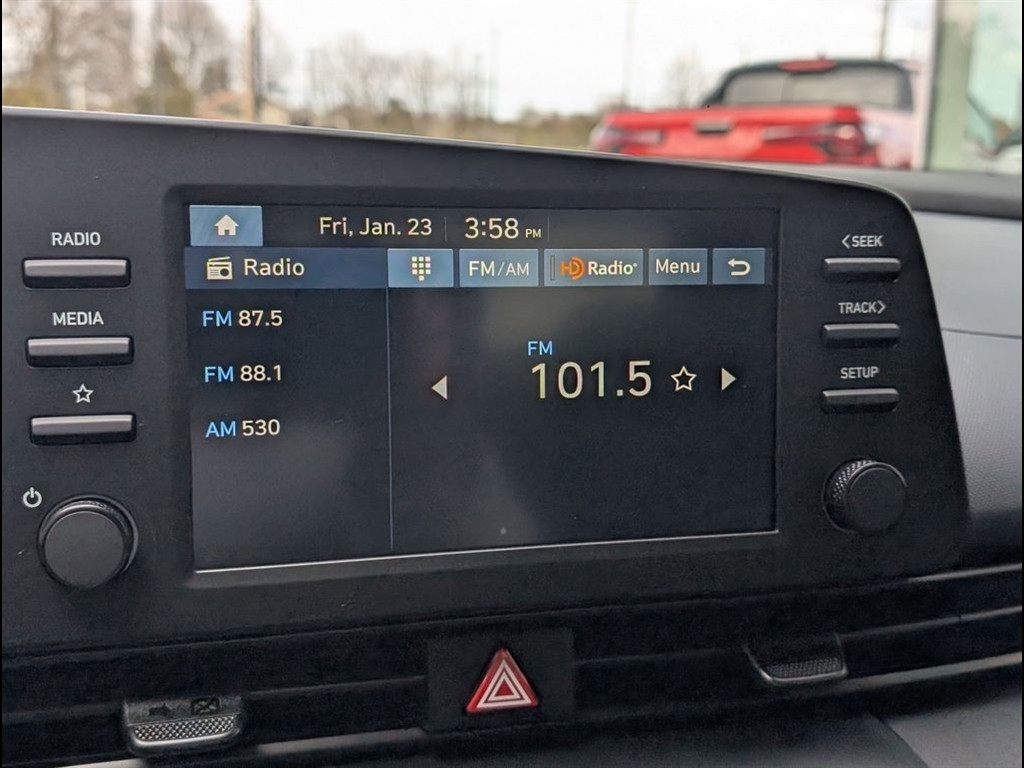 RADIO
MEDIA
Fri, Jan. 23 3:58 PM
Radio FM/AM HD Radio Menu
FM 87.5
FM 88.1
AM 530
FM
101.5
<SEEK
TRACK>
SETUP